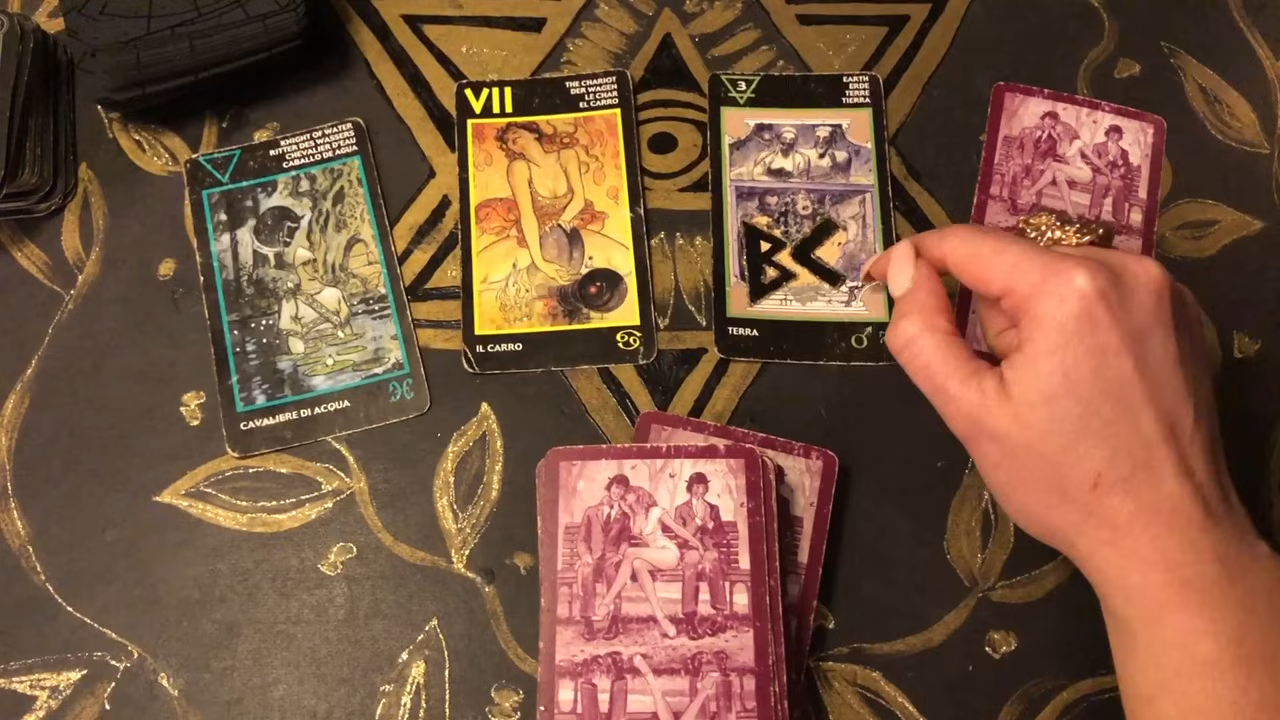 KNIGHT OF WATER
RITTER DES WASSERS
CHEVALIER D'EAU
CABALLO DE AGUA
CAVALIERE DI ACQUA
VII
THE CHARIOT
DER WAGEN
LE CHAR
EL CARRO
IL CARRO
3
EARTH
ERDE
TERRE
TIERRA
BC
TERRA